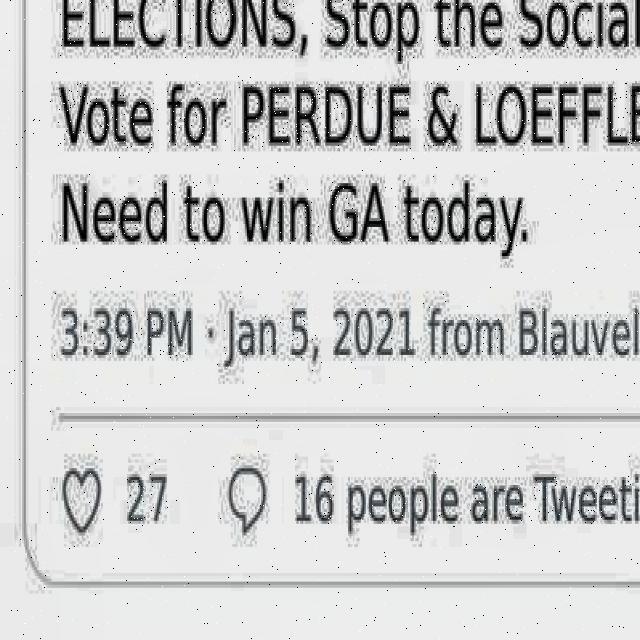 ELECTIONS, Stop the Social
Vote for PERDUE & LOEFFLE
Need to win GA today.
3:39 PM · Jan 5, 2021 from Blauvel
27 16 people are Tweeti